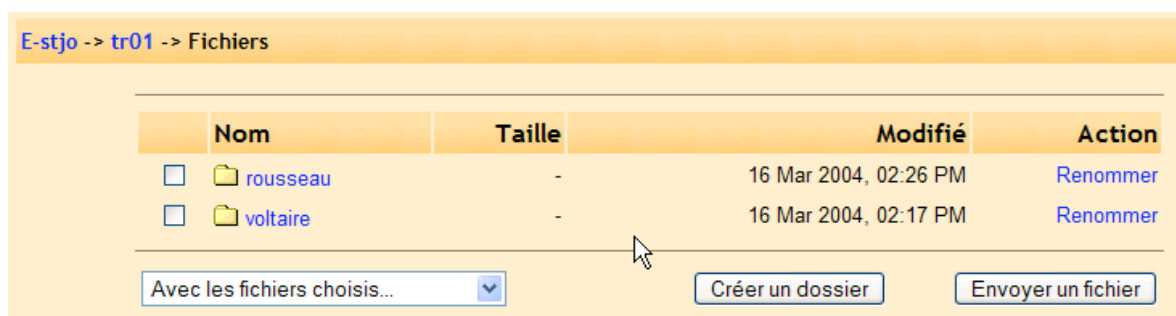 E-stjo -> tr01 -> Fichiers
Nom Taille Modifié Action
rousseau - 16 Mar 2004, 02:26 PM Renommer
voltaire - 16 Mar 2004, 02:17 PM Renommer
Avec les fichiers choisis... Créer un dossier Envoyer un fichier